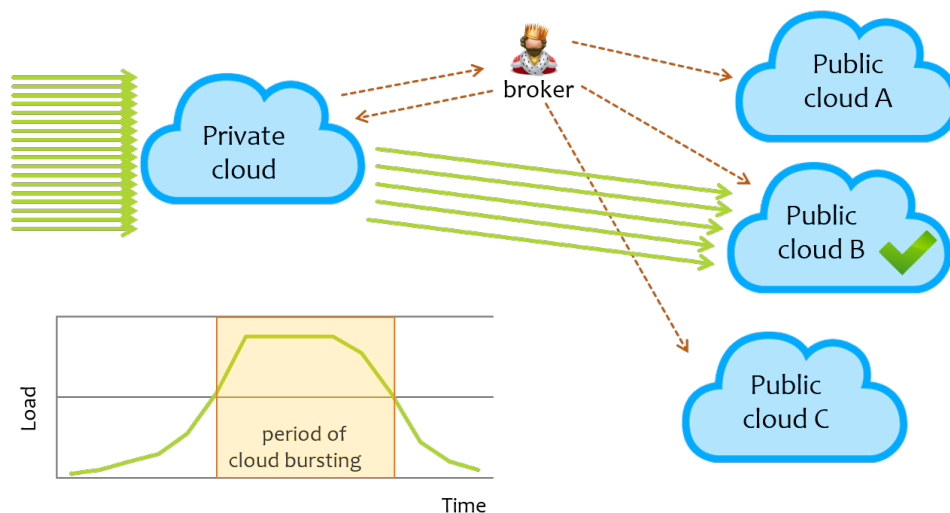 broker
Public
cloud A
Private
cloud
Public
cloud B
Public
cloud C
Load
period of
cloud bursting
Time